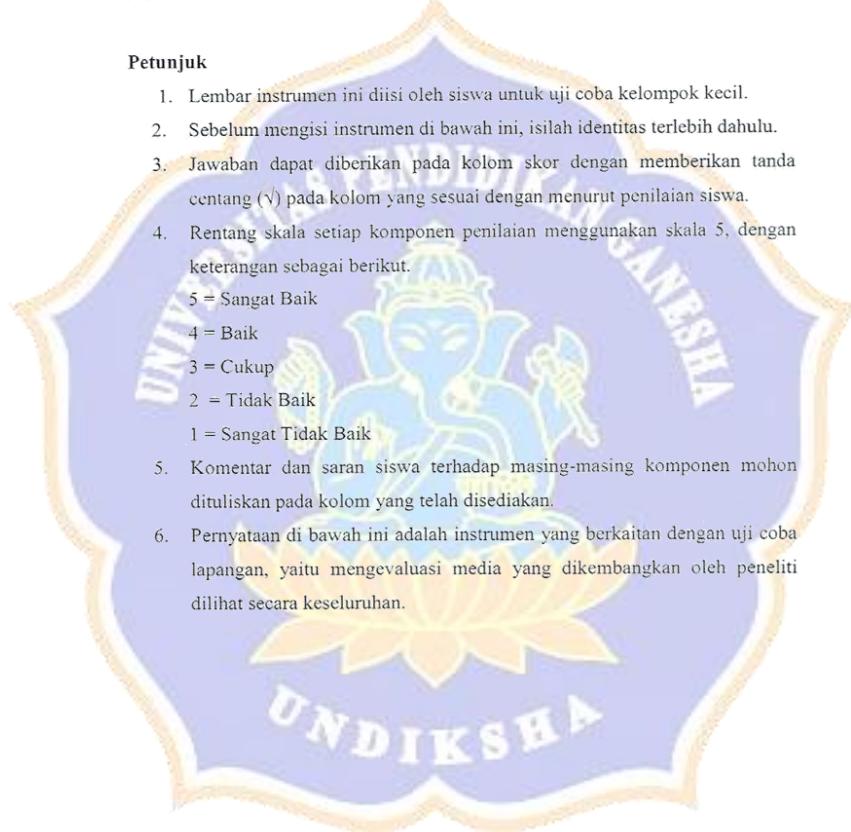 Petunjuk
1. Lembar instrumen ini diisi oleh siswa untuk uji coba kelompok kecil.
2. Sebelum mengisi instrumen di bawah ini, isilah identitas terlebih dahulu.
3. Jawaban dapat diberikan pada kolom skor dengan memberikan tanda
centang (√) pada kolom yang sesuai dengan menurut penilaian siswa.
4. Rentang skala setiap komponen penilaian menggunakan skala 5, dengan
keterangan sebagai berikut.
5 = Sangat Baik
4 = Baik
3 = Cukup
2 = Tidak Baik
1 = Sangat Tidak Baik
5. Komentar dan saran siswa terhadap masing-masing komponen mohon
dituliskan pada kolom yang telah disediakan.
6. Pernyataan di bawah ini adalah instrumen yang berkaitan dengan uji coba
lapangan, yaitu mengevaluasi media yang dikembangkan oleh peneliti
dilihat secara keseluruhan.
UNIVERSITAS PENDIDIKAN GANESHA
UNDIKSHA